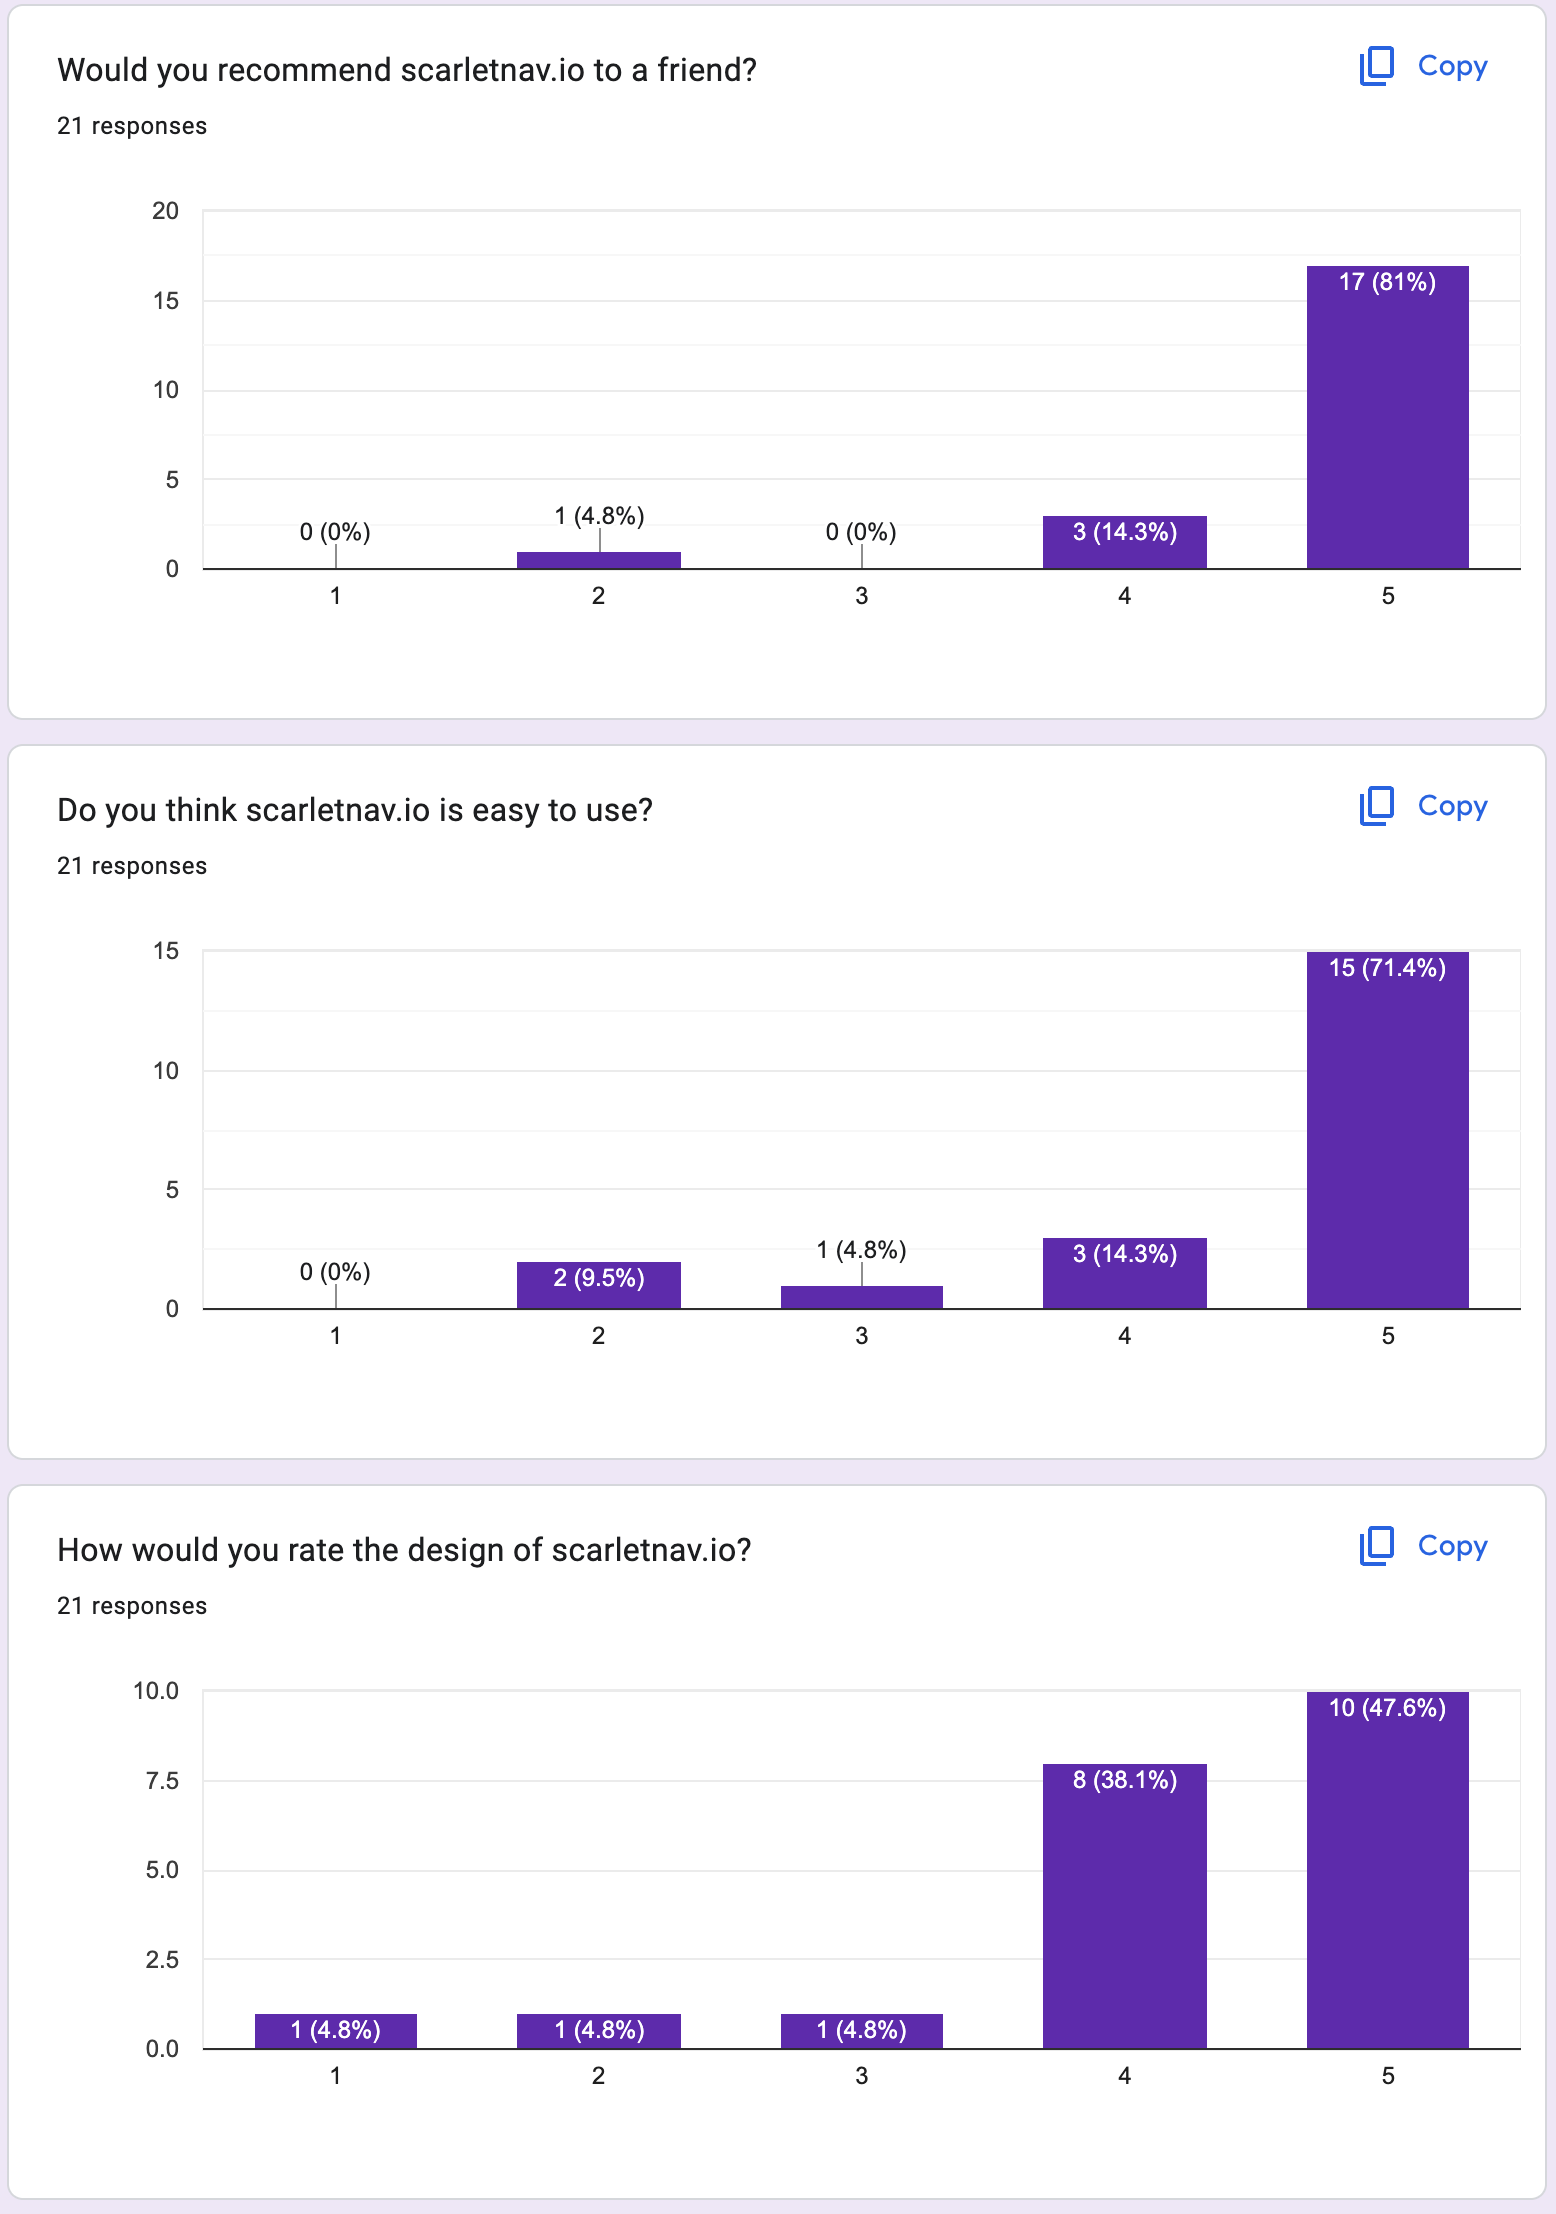 Would you recommend scarletnav.io to a friend?
Copy
21 responses
20
15
10
5
0
0 (0%)
1 (4.8%)
0 (0%)
3 (14.3%)
17 (81%)
1 2 3 4 5
Do you think scarletnav.io is easy to use?
Copy
21 responses
15
10
5
0
0 (0%)
2 (9.5%)
1 (4.8%)
3 (14.3%)
15 (71.4%)
1 2 3 4 5
How would you rate the design of scarletnav.io?
Copy
21 responses
10.0
7.5
5.0
2.5
0.0
1 (4.8%)
1 (4.8%)
1 (4.8%)
8 (38.1%)
10 (47.6%)
1 2 3 4 5